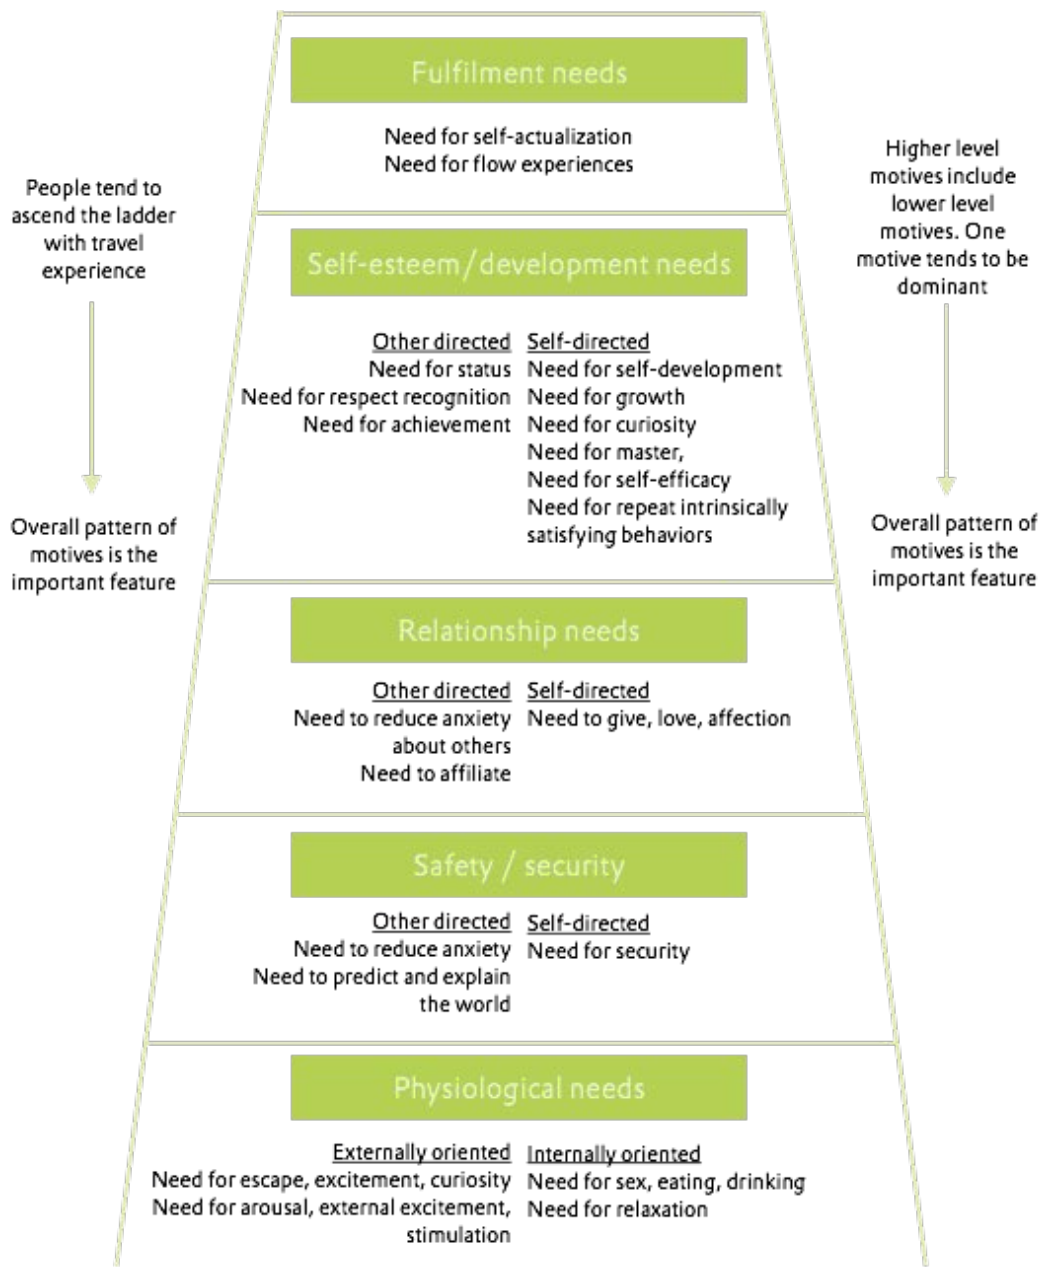 Fulfilment needs
Need for self-actualization
Need for flow experiences
People tend to
ascend the ladder
with travel
experience
Overall pattern of
motives is the
important feature
Higher level
motives include
lower level
motives. One
motive tends to be
dominant
Overall pattern of
motives is the
important feature
Self-esteem/development needs
Other directed
Need for status
Need for respect recognition
Need for achievement
Self-directed
Need for self-development
Need for growth
Need for curiosity
Need for master,
Need for self-efficacy
Need for repeat intrinsically
satisfying behaviors
Relationship needs
Other directed
Need to reduce anxiety
about others
Need to affiliate
Self-directed
Need to give, love, affection
Safety / security
Other directed
Need to reduce anxiety
Need to predict and explain
the world
Self-directed
Need for security
Physiological needs
Externally oriented
Need for escape, excitement, curiosity
Need for arousal, external excitement,
stimulation
Internally oriented
Need for sex, eating, drinking
Need for relaxation